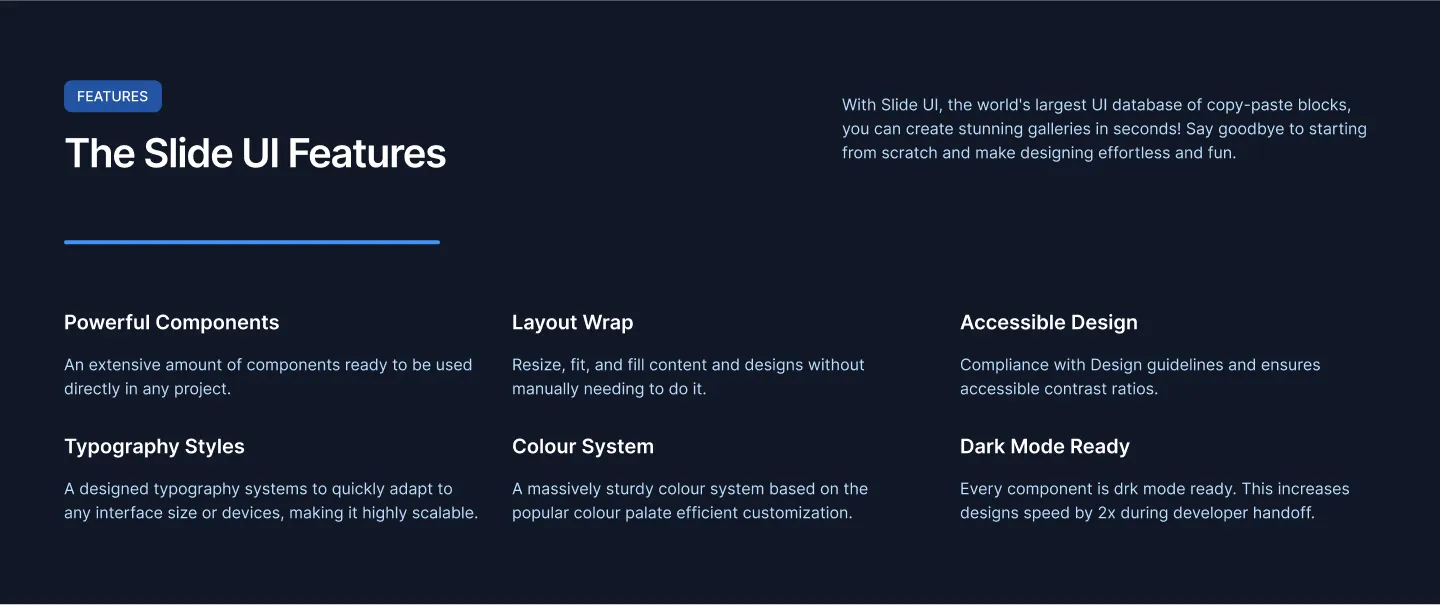 FEATURES
The Slide UI Features
With Slide UI, the world's largest UI database of copy-paste blocks,
you can create stunning galleries in seconds! Say goodbye to starting
from scratch and make designing effortless and fun.
Powerful Components
An extensive amount of components ready to be used
directly in any project.
Layout Wrap
Resize, fit, and fill content and designs without
manually needing to do it.
Accessible Design
Compliance with Design guidelines and ensures
accessible contrast ratios.
Typography Styles
A designed typography systems to quickly adapt to
any interface size or devices, making it highly scalable.
Colour System
A massively sturdy colour system based on the
popular colour palate efficient customization.
Dark Mode Ready
Every component is drk mode ready. This increases
designs speed by 2x during developer handoff.